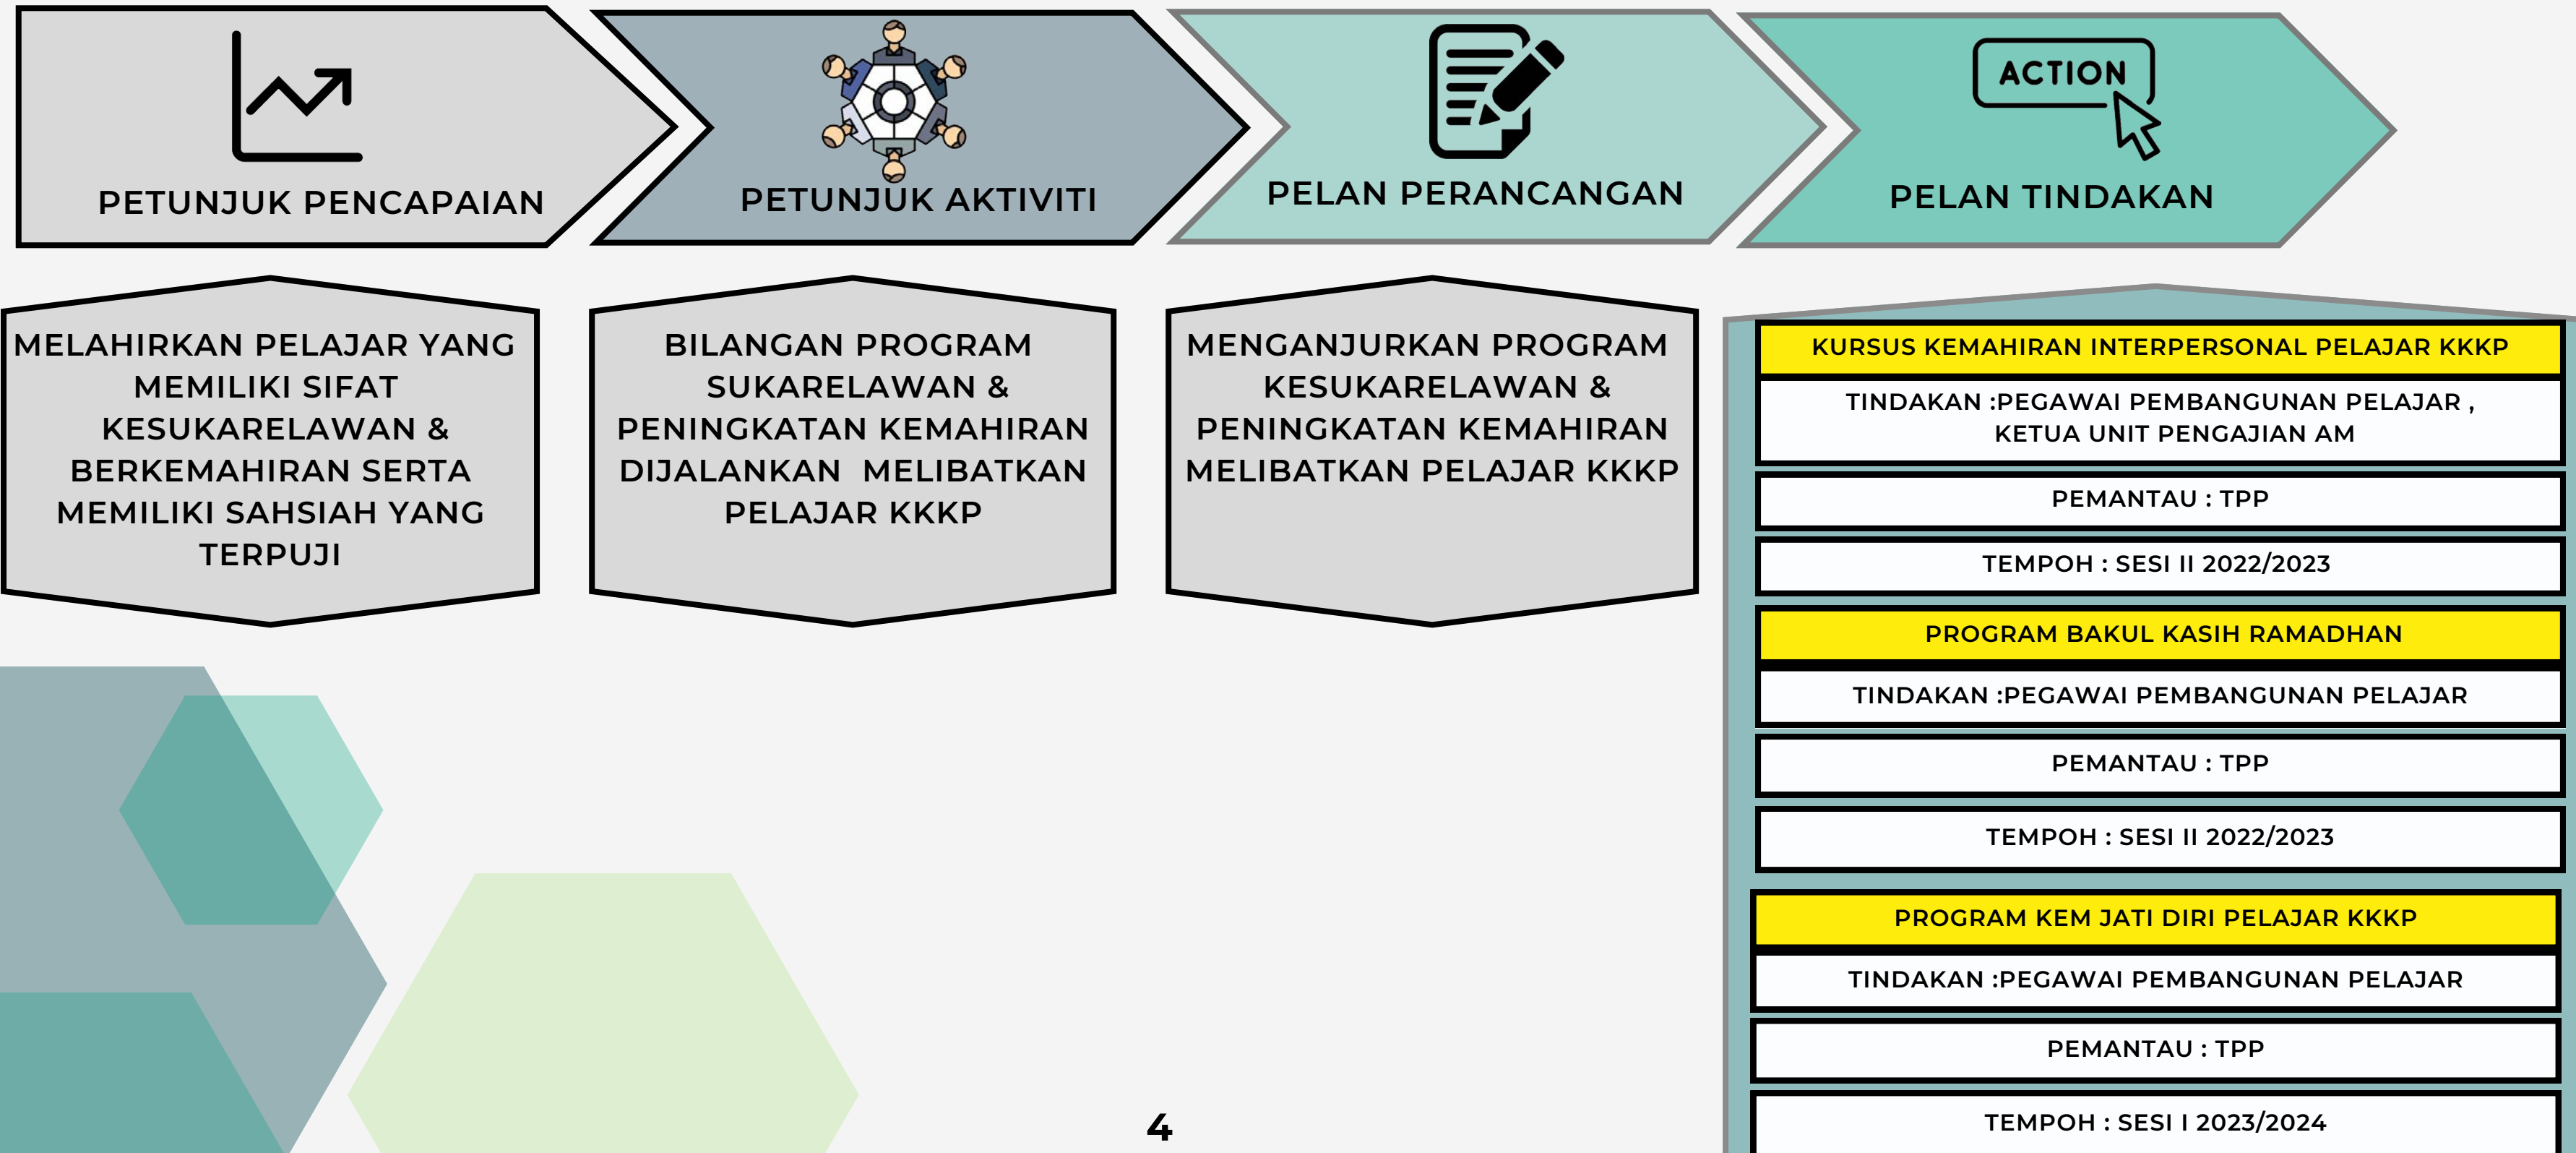 PETUNJUK PENCAPAIAN
PETUNJUK AKTIVITI
PELAN PERANCANGAN
ACTION
PELAN TINDAKAN
MELAHIRKAN PELAJAR YANG
MEMILIKI SIFAT
KESUKARELAWAN &
BERKEMAHIRAN SERTA
MEMILIKI SAHSIAH YANG
TERPUJI
BILANGAN PROGRAM
SUKARELAWAN &
PENINGKATAN KEMAHIRAN
DIJALANKAN  MELIBATKAN
PELAJAR KKKP
MENGANJURKAN PROGRAM
KESUKARELAWAN &
PENINGKATAN KEMAHIRAN
MELIBATKAN PELAJAR KKKP
KURSUS KEMAHIRAN INTERPERSONAL PELAJAR KKKP
TINDAKAN :PEGAWAI PEMBANGUNAN PELAJAR ,
KETUA UNIT PENGAJIAN AM
PEMANTAU : TPP
TEMPOH : SESI II 2022/2023
PROGRAM BAKUL KASIH RAMADHAN
TINDAKAN :PEGAWAI PEMBANGUNAN PELAJAR
PEMANTAU : TPP
TEMPOH : SESI II 2022/2023
PROGRAM KEM JATI DIRI PELAJAR KKKP
TINDAKAN :PEGAWAI PEMBANGUNAN PELAJAR
PEMANTAU : TPP
TEMPOH : SESI I 2023/2024
4